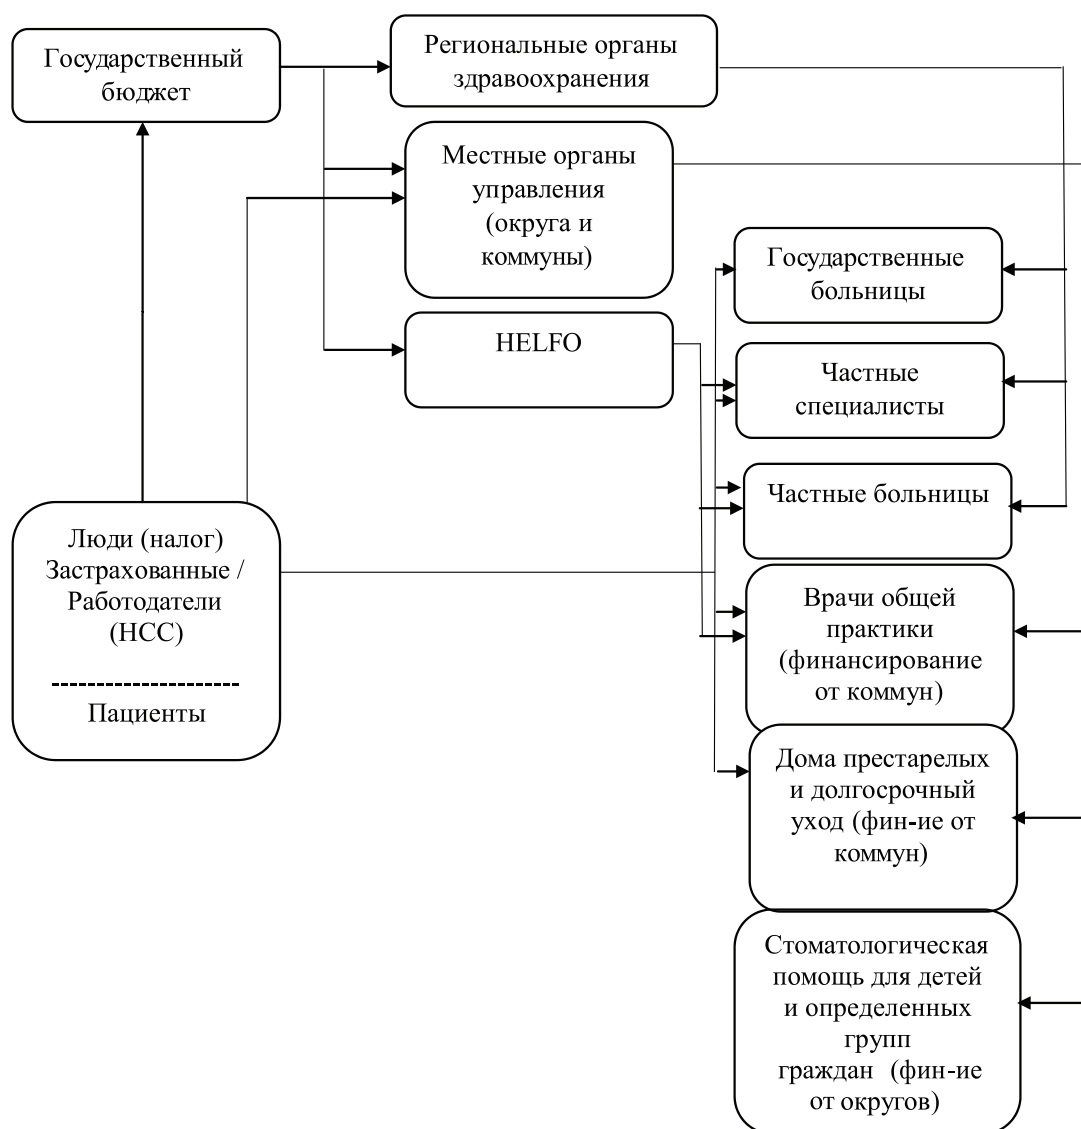 Государственный
бюджет
Региональные органы
здравоохранения
Местные органы
управления
(округа и
коммуны)
HELFO
Государственные
больницы
Частные
специалисты
Частные больницы
Люди (налог)
Застрахованные /
Работодатели
(НСС)
Пациенты
Врачи общей
практики
(финансирование
от коммун)
Дома престарелых
и долгосрочный
уход (фин-ие от
коммун)
Стоматологическая
помощь для детей
и определенных
групп
граждан (фин-ие
от округов)